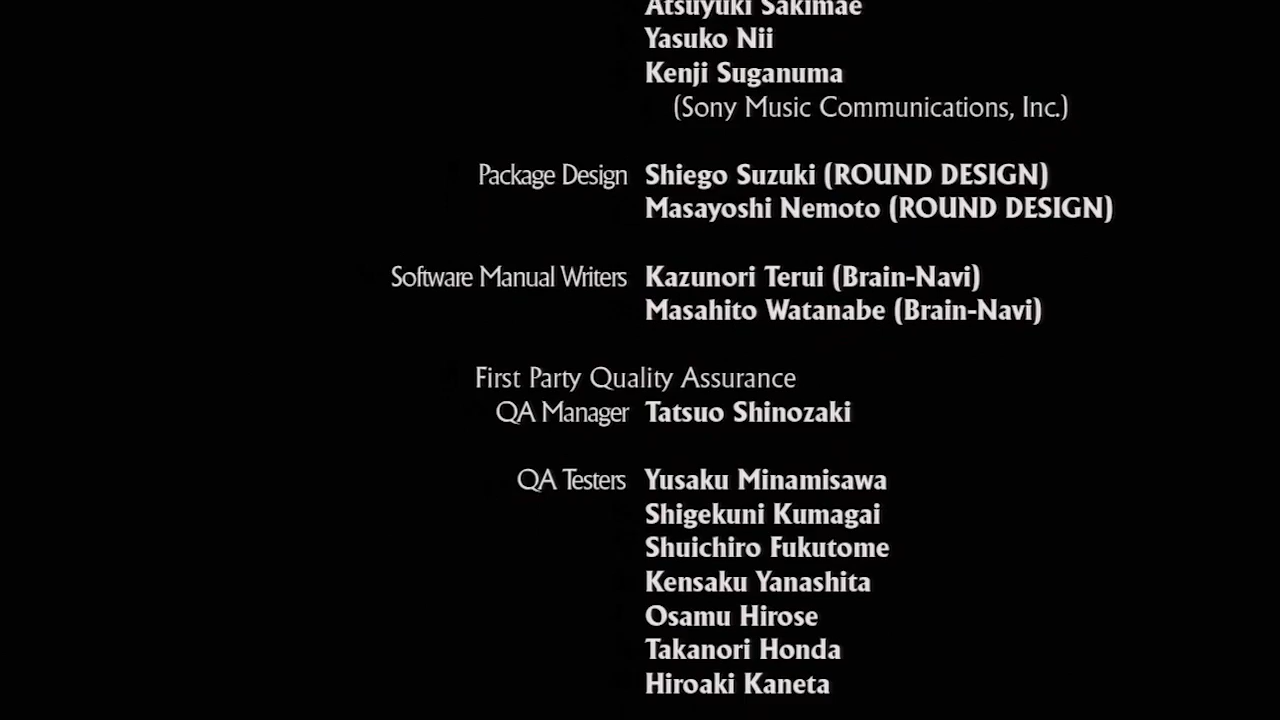 Atsuyuki Sakimae
Yasuko Nii
Kenji Suganuma
(Sony Music Communications, Inc.)
Package Design Shiego Suzuki (ROUND DESIGN)
Masayoshi Nemoto (ROUND DESIGN)
Software Manual Writers Kazunori Terui (Brain-Navi)
Masahito Watanabe (Brain-Navi)
First Party Quality Assurance
QA Manager Tatsuo Shinozaki
QA Testers Yusaku Minamisawa
Shigekuni Kumagai
Shuichiro Fukutome
Kensaku Yanashita
Osamu Hirose
Takanori Honda
Hiroaki Kaneta